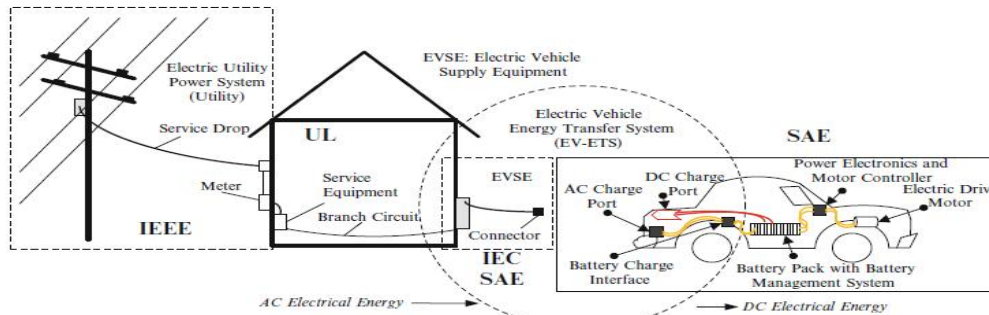 Electric Utility
Power System
(Utility)
Service Drop
Meter
IEEE
UL
Service
Equipment
Branch Circuit
EVSE: Electric Vehicle
Supply Equipment
Electric Vehicle
Energy Transfer System
(EV-ETS)
EVSE
Connector
IEC
SAE
SAE
Power Electronics and
Motor Controller
DC Charge
Port
AC Charge
Port
Electric Driv
Motor
Battery Charge
Interface
Battery Pack with Battery
Management System
AC Electrical Energy
DC Electrical Energy